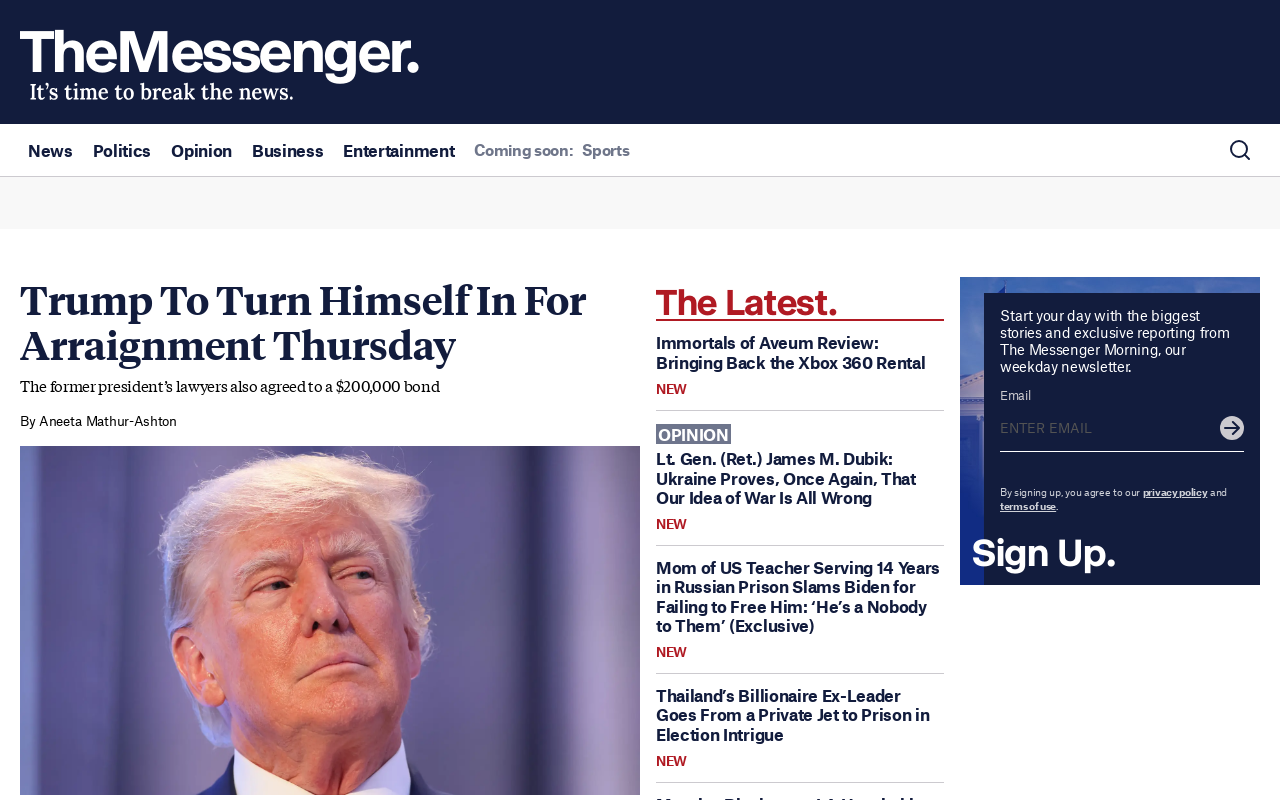 TheMessenger.
It's time to break the news.
News Politics Opinion Business Entertainment Coming soon: Sports
Trump To Turn Himself In For
Arraignment Thursday
The former president's lawyers also agreed to a $200,000 bond
By Aneeta Mathur-Ashton
The Latest.
Immortals of Aveum Review:
Bringing Back the Xbox 360 Rental
NEW
OPINION
Lt. Gen. (Ret.) James M. Dubik:
Ukraine Proves, Once Again, That
Our Idea of War Is All Wrong
NEW
Mom of US Teacher Serving 14 Years
in Russian Prison Slams Biden for
Failing to Free Him: ‘He’s a Nobody
to Them’ (Exclusive)
NEW
Thailand’s Billionaire Ex-Leader
Goes From a Private Jet to Prison in
Election Intrigue
NEW
Start your day with the biggest
stories and exclusive reporting from
The Messenger Morning, our
weekday newsletter.
Email
ENTER EMAIL
By signing up, you agree to our privacy policy and
terms of use.
Sign Up.